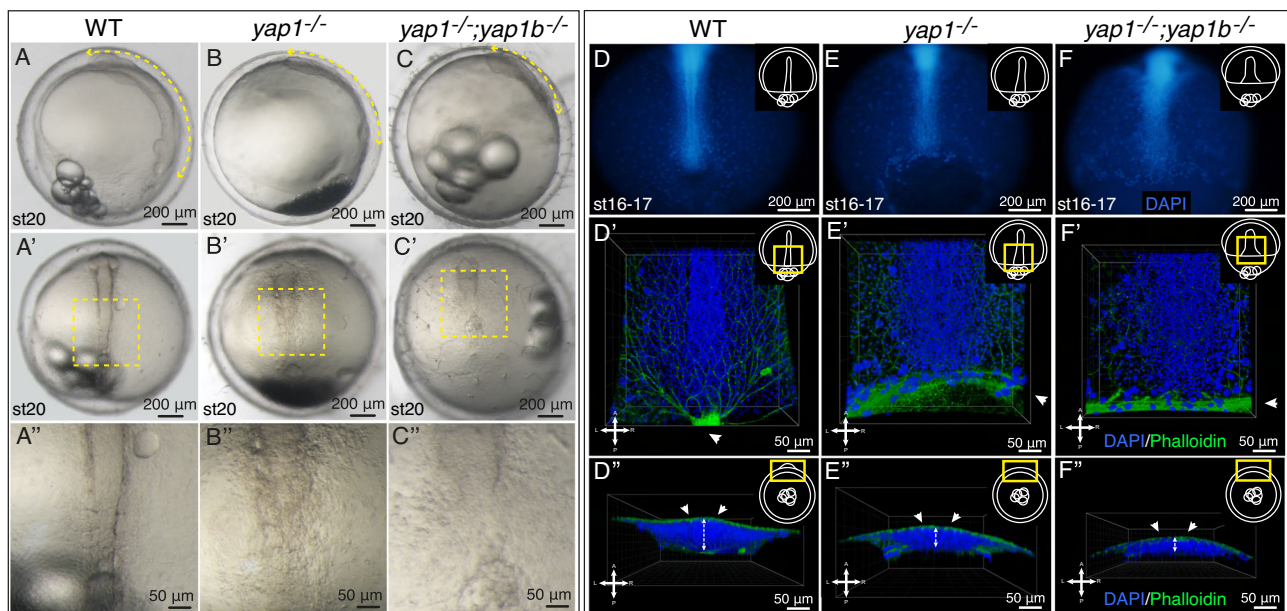 WT yap1-/- yap1-/-;yap1b-/-
A B C
st20 200 µm st20 200 µm st20 200 µm
A' B' C'
st20 200 µm st20 200 µm st20 200 µm
A" B" C"
50 µm 50 µm 50 µm
WT yap1-/- yap1-/-;yap1b-/-
D E F
st16-17 200 µm st16-17 200 µm st16-17 DAPI 200 µm
D' E' F'
A L R P 50 µm A L R P 50 µm A L R P DAPI/Phalloidin 50 µm
D" E" F"
A L R P 50 µm A L R P 50 µm A L R P DAPI/Phalloidin 50 µm